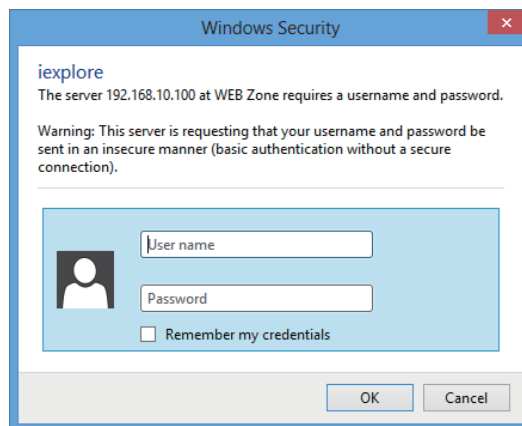 Windows Security
iexplore
The server 192.168.10.100 at WEB Zone requires a username and password.
Warning: This server is requesting that your username and password be
sent in an insecure manner (basic authentication without a secure
connection).
User name
Password
Remember my credentials
OK Cancel